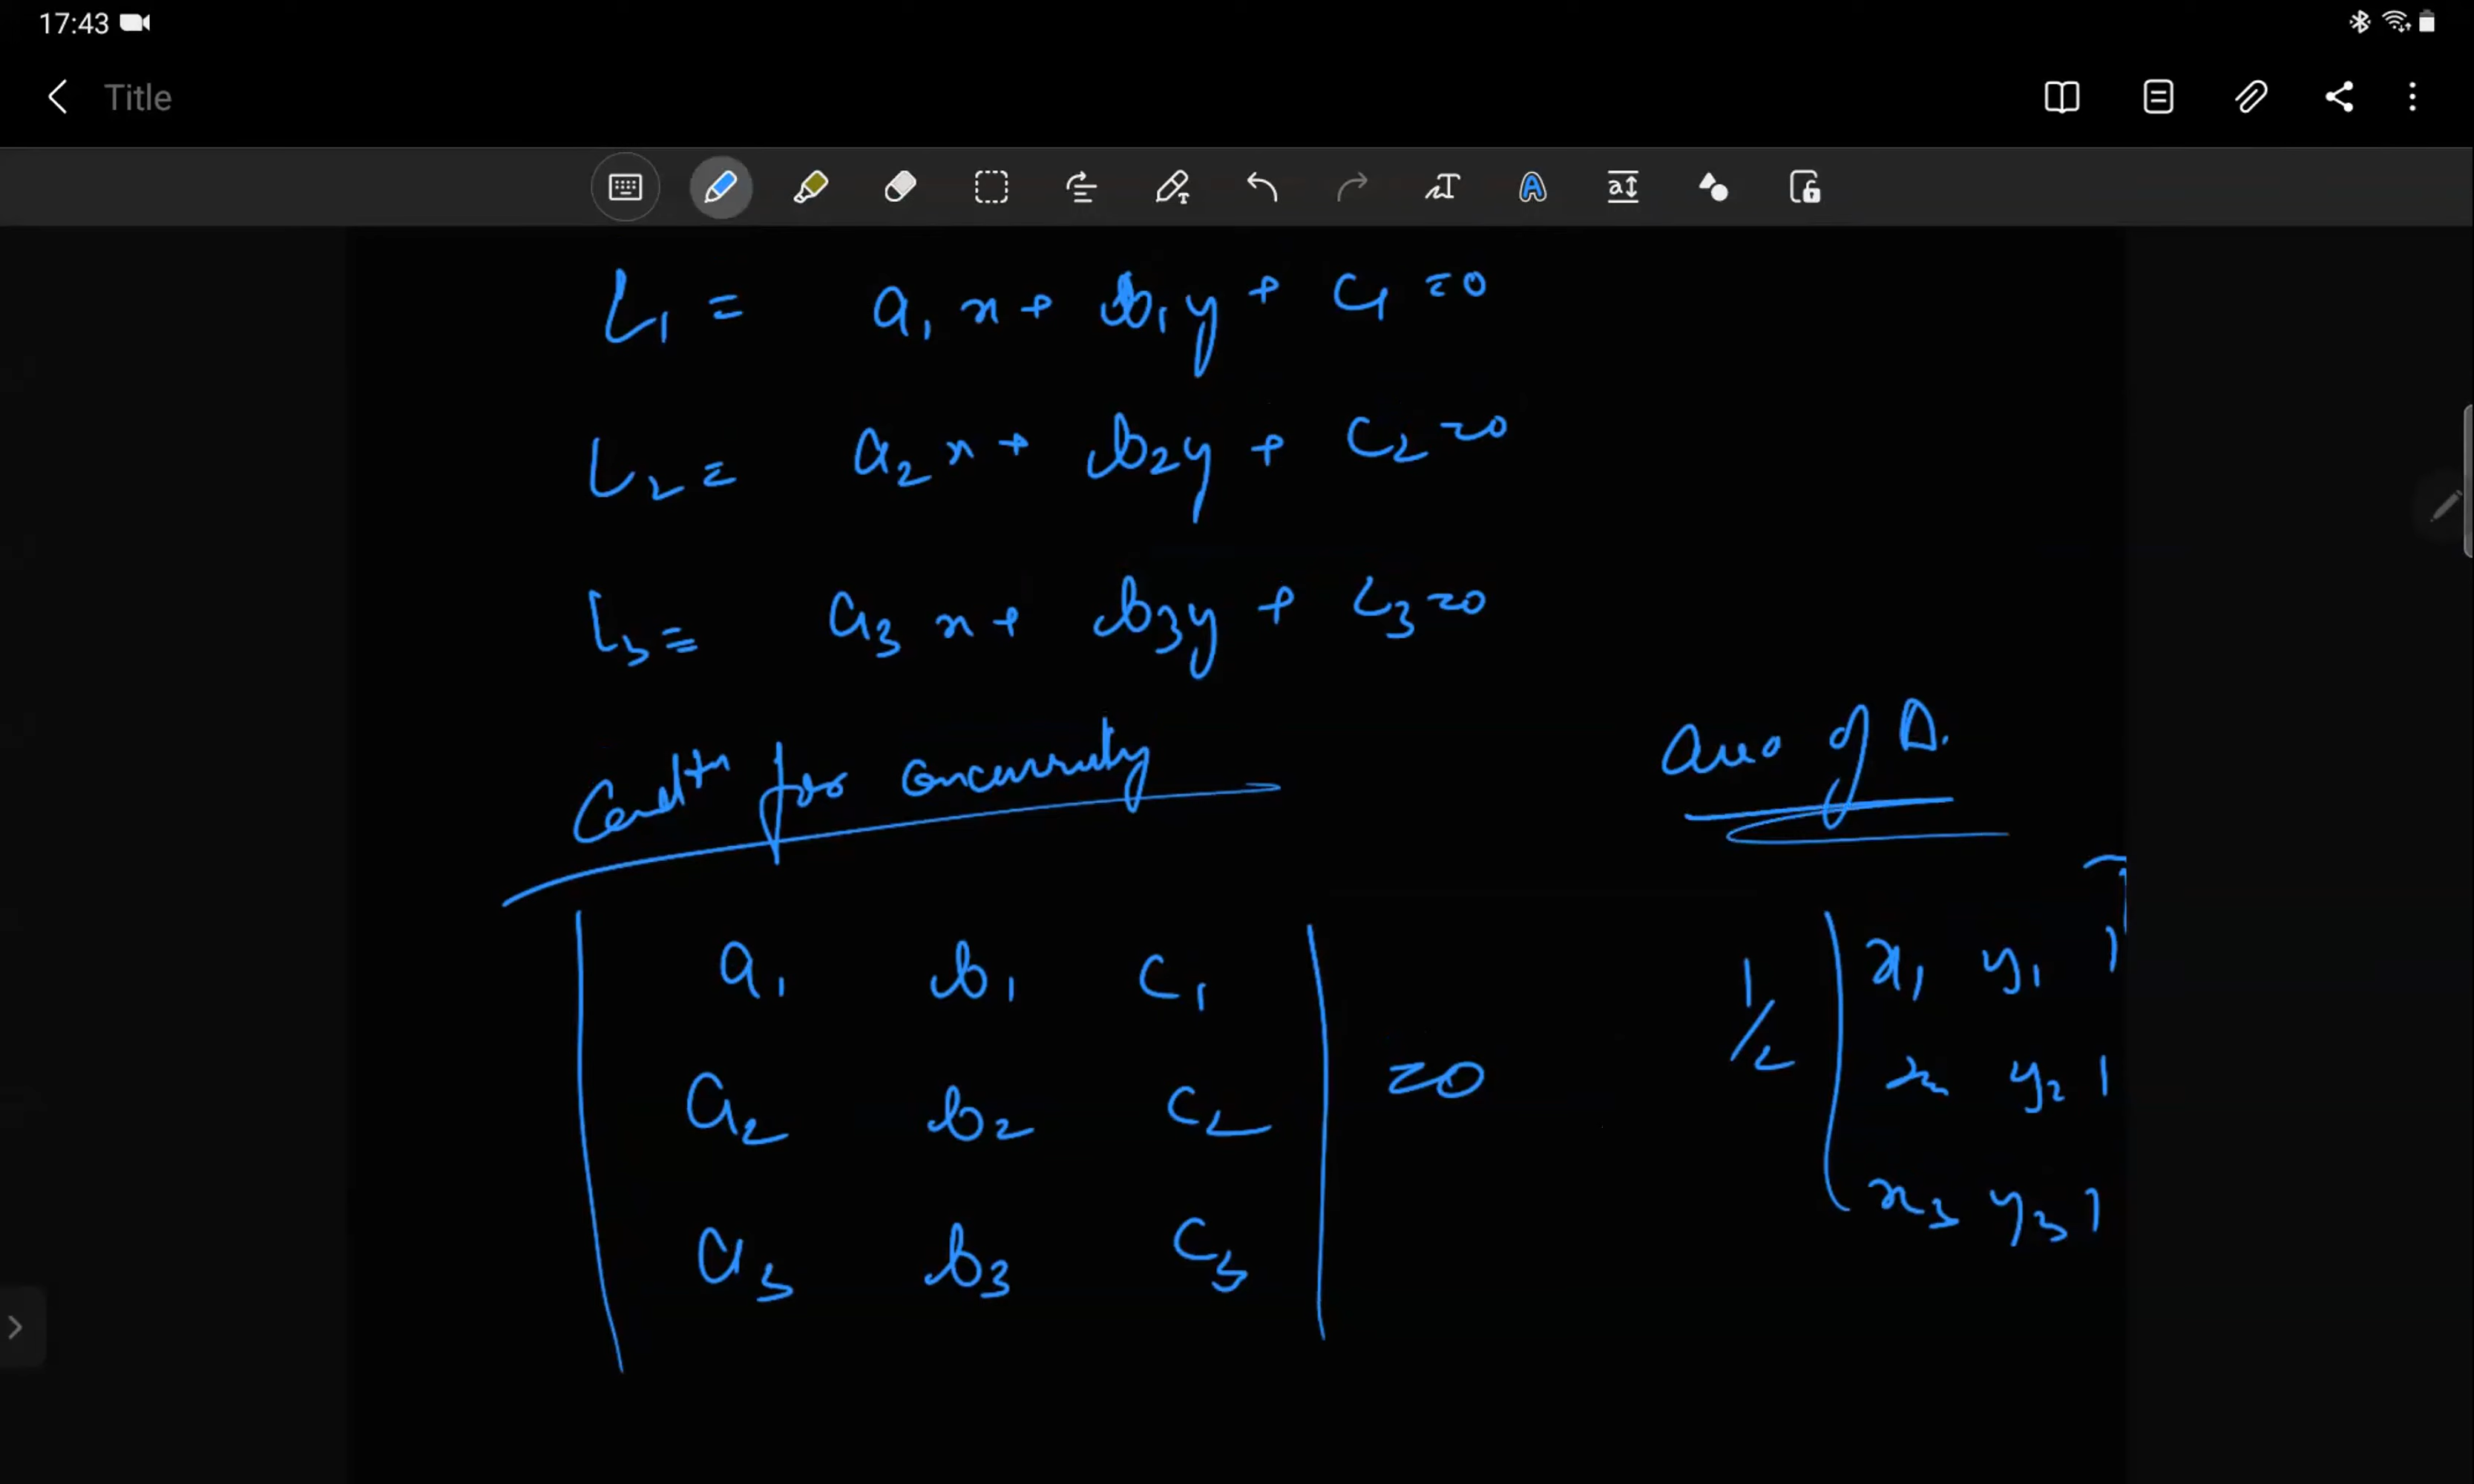 17:43
Title
L₁ = a₁x + b₁y + c₁ = 0
L₂ = a₂x + b₂y + c₂ = 0
L₃ = a₃x + b₃y + c₃ = 0
Condtn for concurrenty
a₁ b₁ c₁
a₂ b₂ c₂ = 0
a₃ b₃ c₃
Area of Δ.
x₁ y₁ 1
1/2 x₂ y₂ 1
x₃ y₃ 1